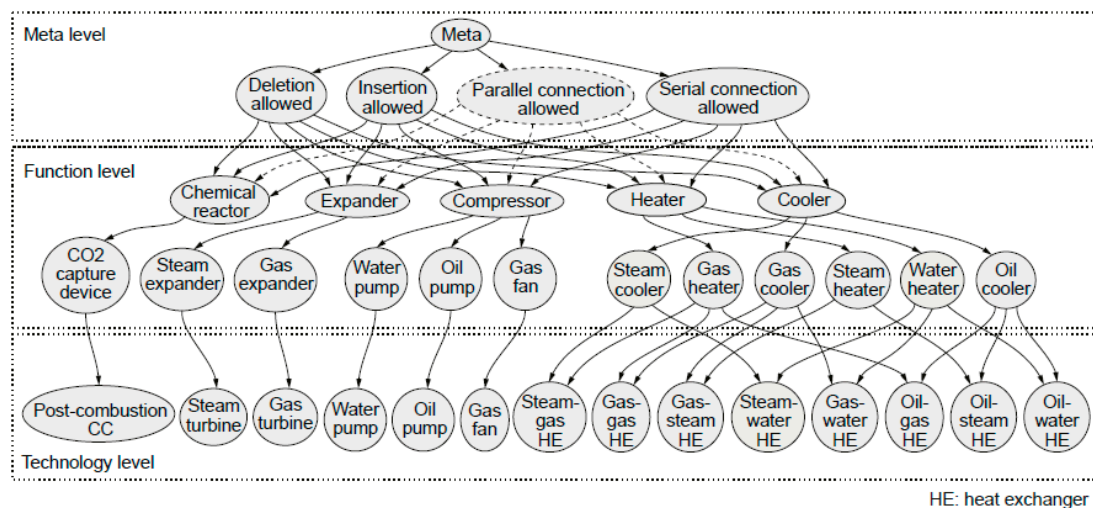 Meta level
Meta
Deletion
allowed
Insertion
allowed
Parallel connection
allowed
Serial connection
allowed
Function level
Chemical
reactor
Expander
Compressor
Heater
Cooler
CO2
capture
device
Steam
expander
Gas
expander
Water
pump
Oil
pump
Gas
fan
Steam
cooler
Gas
heater
Gas
cooler
Steam
heater
Water
heater
Oil
cooler
Post-combustion
CC
Steam
turbine
Gas
turbine
Water
pump
Oil
pump
Gas
fan
Steam-
gas
HE
Gas-
gas
HE
Gas-
steam
HE
Steam-
water
HE
Gas-
water
HE
Oil-
gas
HE
Oil-
steam
HE
Oil-
water
HE
Technology level
HE: heat exchanger